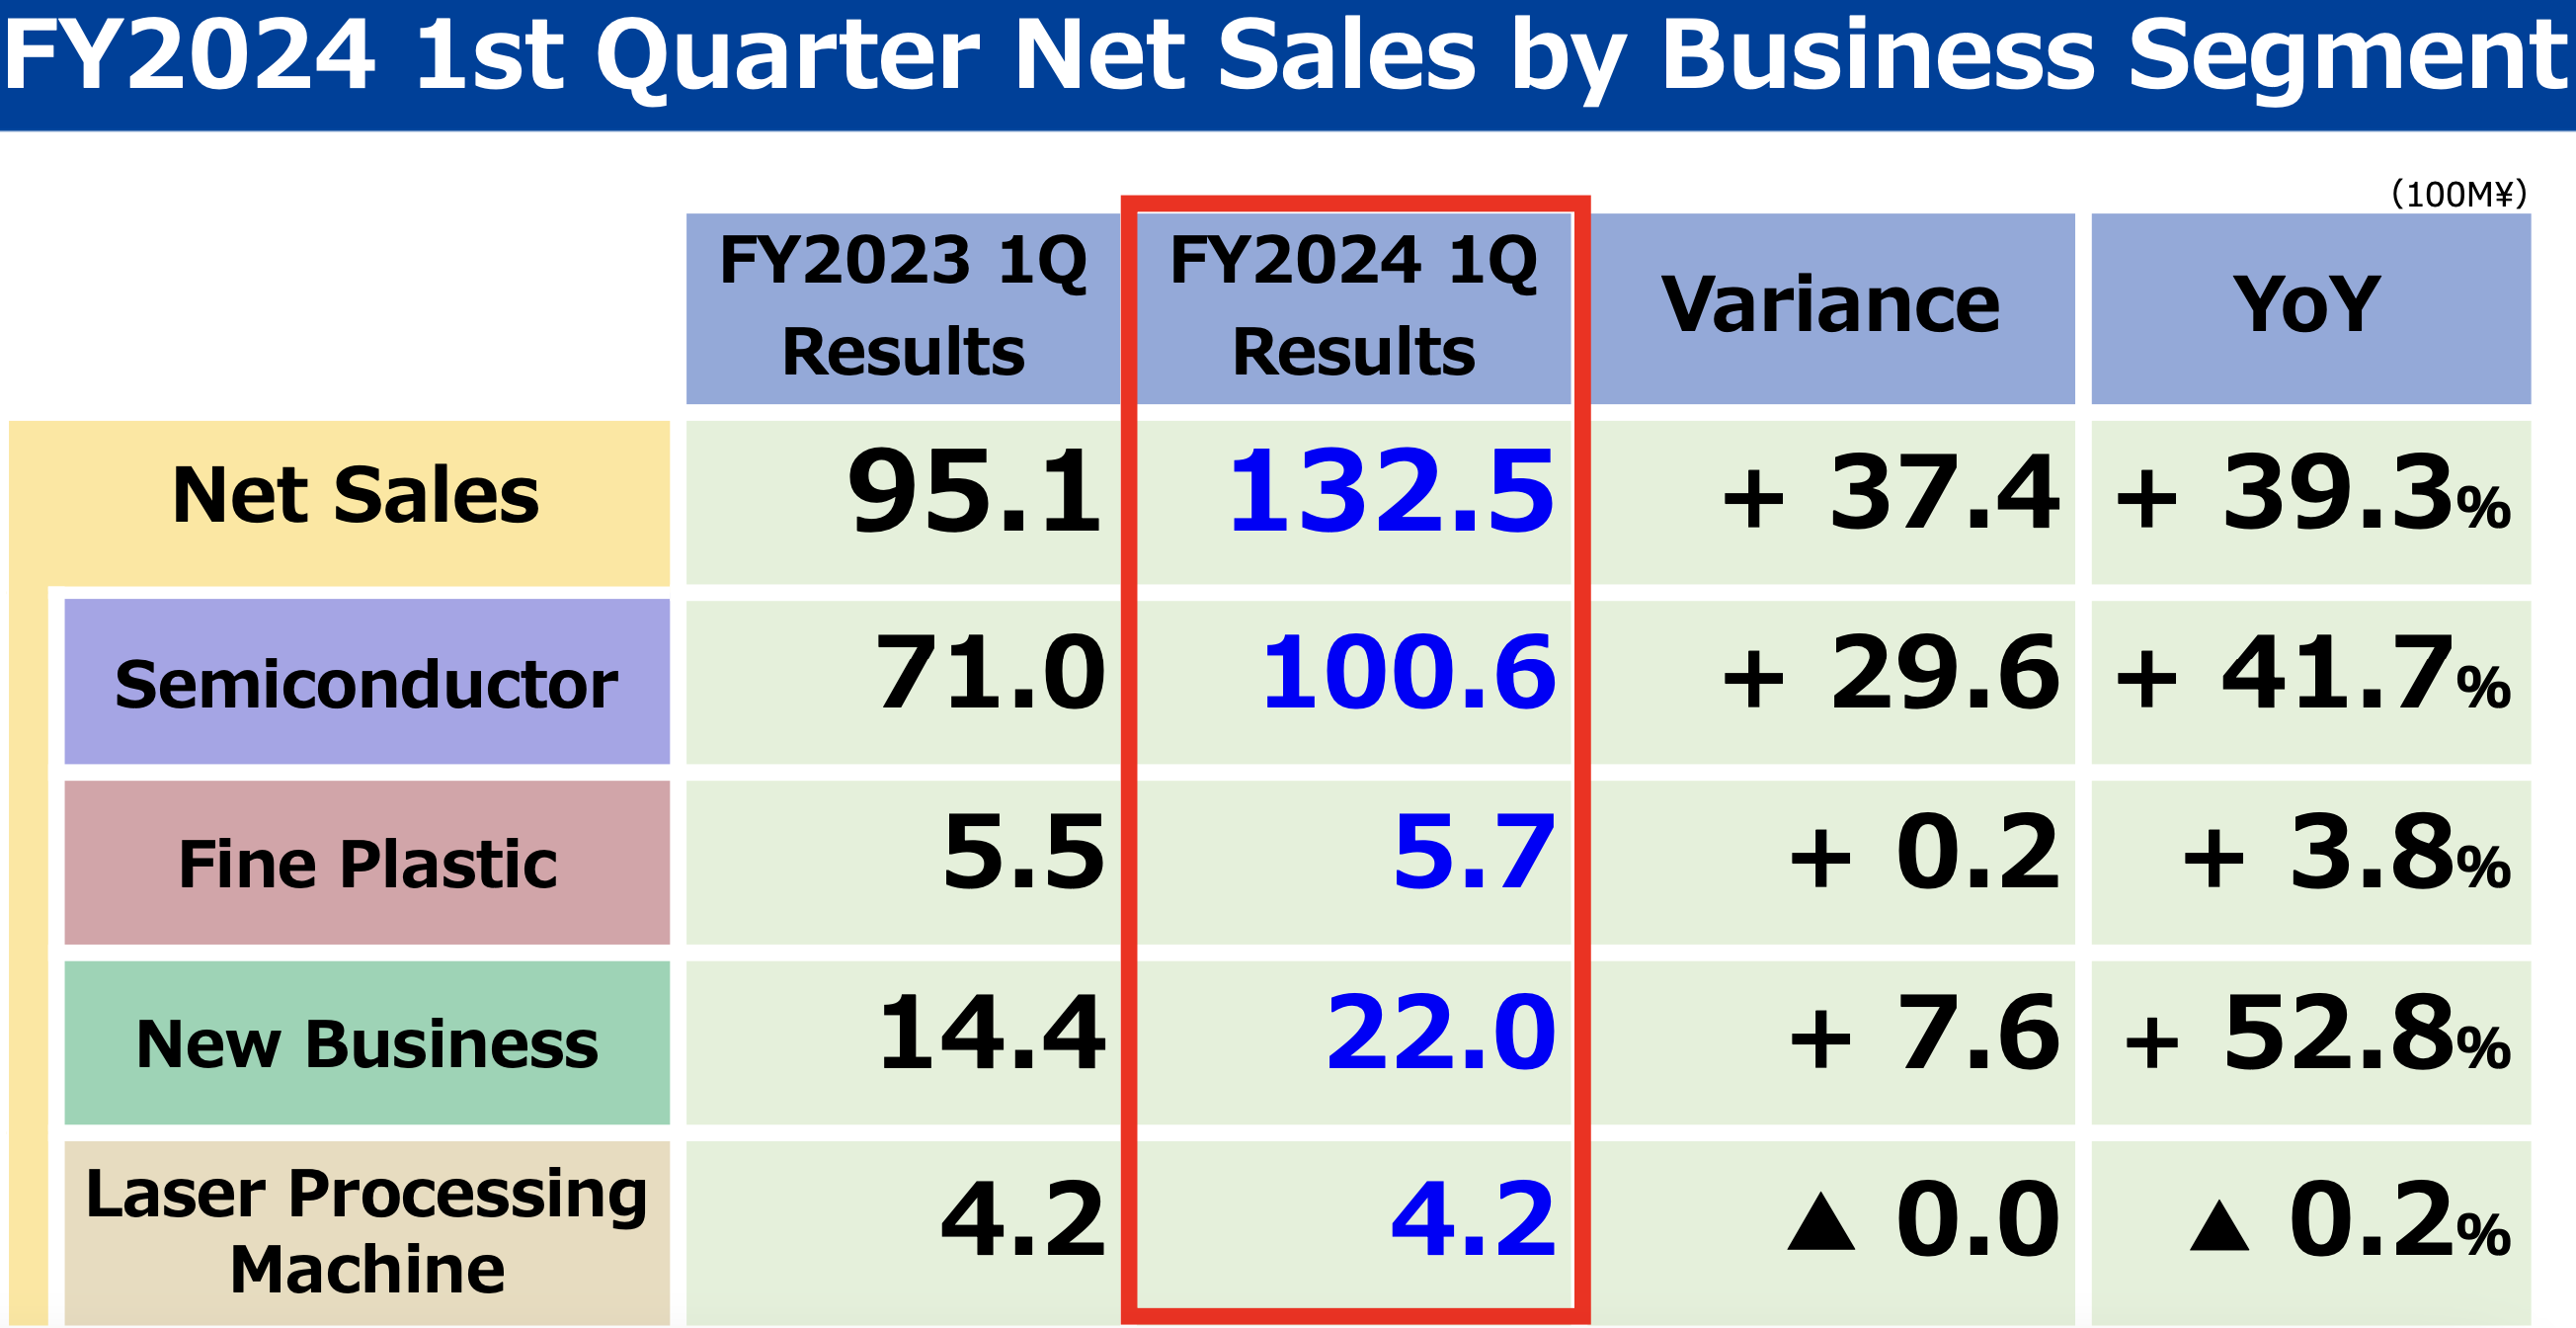 FY2024 1st Quarter Net Sales by Business Segment
(100M¥)
FY2023 1Q Results FY2024 1Q Results Variance YoY
Net Sales 95.1 132.5 + 37.4 + 39.3%
Semiconductor 71.0 100.6 + 29.6 + 41.7%
Fine Plastic 5.5 5.7 + 0.2 + 3.8%
New Business 14.4 22.0 + 7.6 + 52.8%
Laser Processing Machine 4.2 4.2 ▲ 0.0 ▲ 0.2%